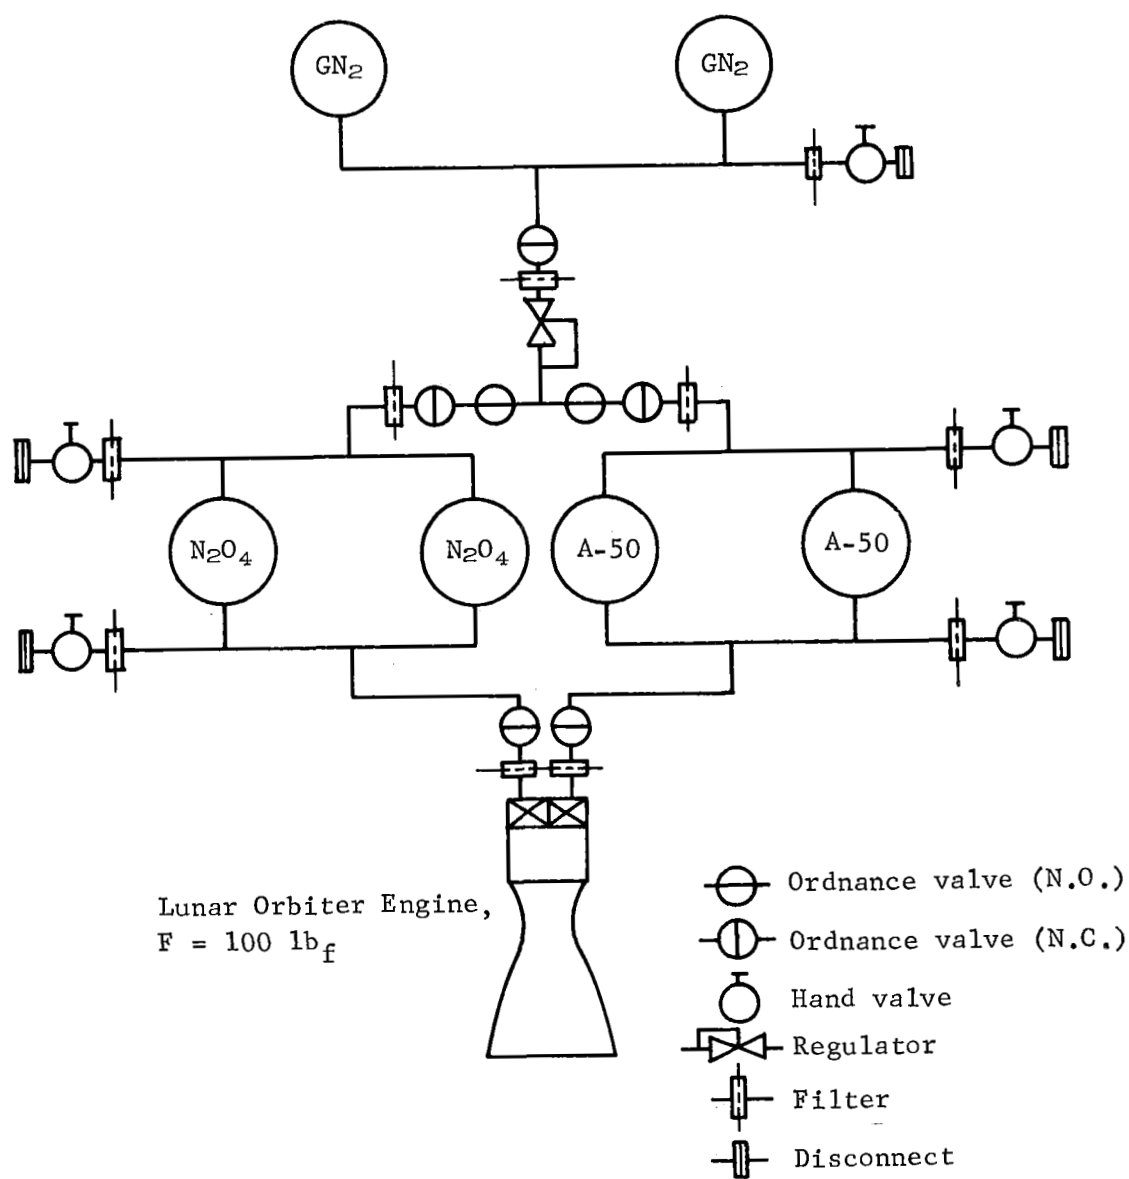 GN2
GN2
N2O4
N2O4
A-50
A-50
Lunar Orbiter Engine,
F = 100 lbf
Ordnance valve (N.O.)
Ordnance valve (N.C.)
Hand valve
Regulator
Filter
Disconnect